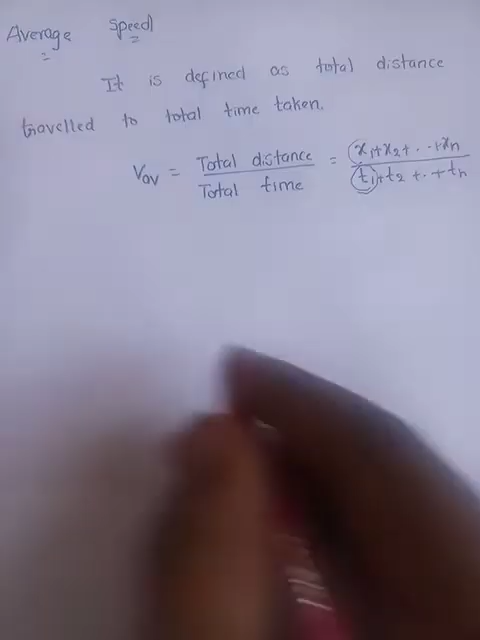 Average Speed
It is defined as total distance
travelled to total time taken.
Vav = Total distance / Total time = x1+x2+..+xn / t1+t2+..+tn